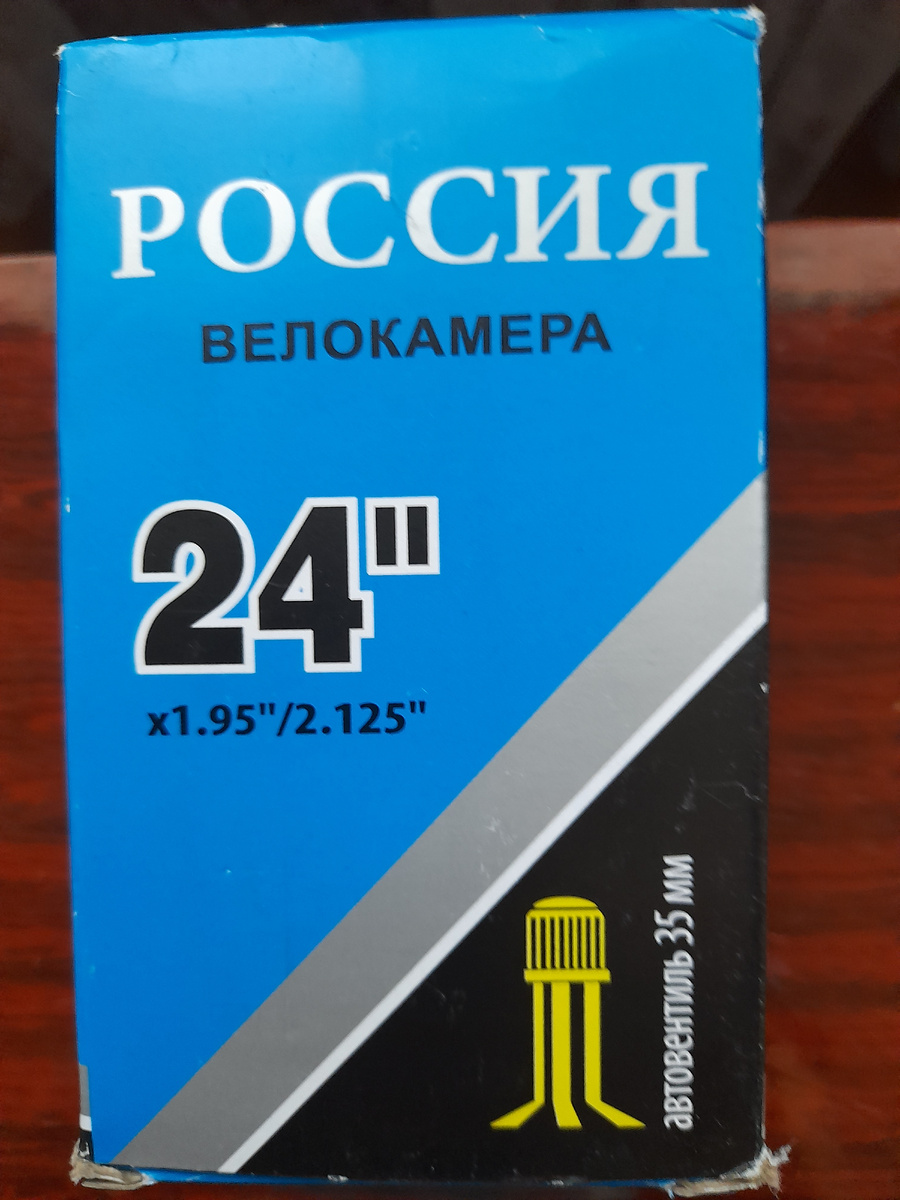 РОССИЯ
ВЕЛОКАМЕРА
24"
x1.95"/2.125"
автовентиль 35 мм